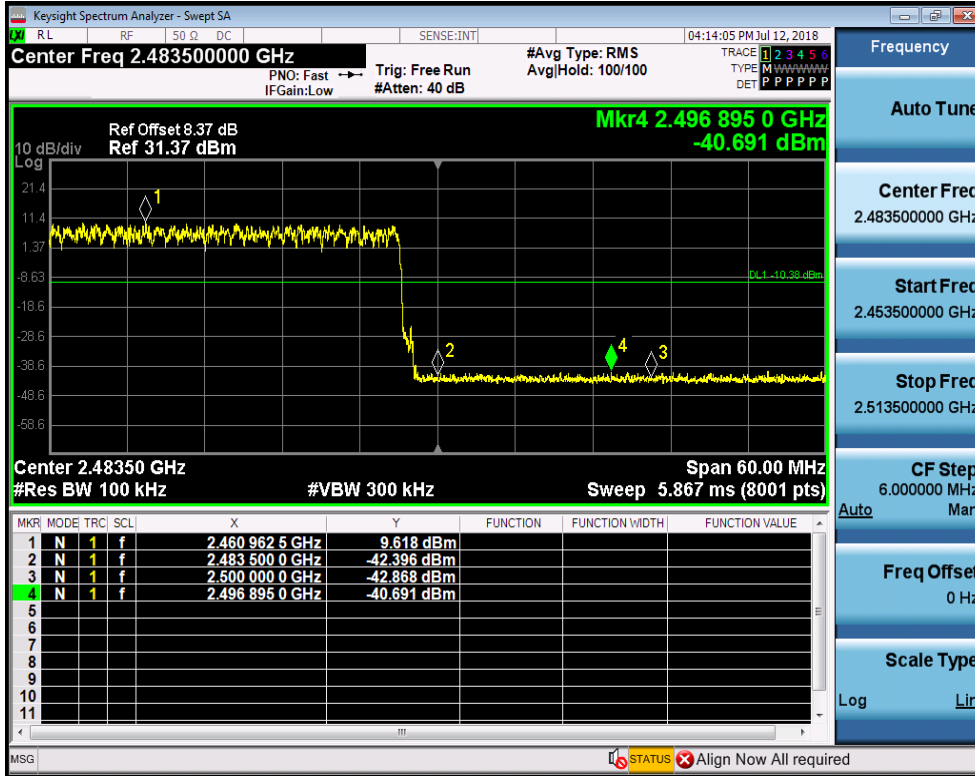 Keysight Spectrum Analyzer - Swept SA
LXI RL RF 50 Ω DC SENSE:INT 04:14:05 PM Jul 12, 2018
Center Freq 2.483500000 GHz
PNO: Fast
IFGain:Low
Trig: Free Run
#Atten: 40 dB
#Avg Type: RMS
Avg|Hold: 100/100
TRACE 1 2 3 4 5 6
TYPE M W W W W W
DET P P P P P P
Mkr4 2.496 895 0 GHz
-40.691 dBm
Ref Offset 8.37 dB
10 dB/div Ref 31.37 dBm
Log
21.4
11.4
1.37
-8.63
-18.6
-28.6
-38.6
-48.6
-58.6
1
DL1 -10.38 dBm
2
4
3
Center 2.48350 GHz Span 60.00 MHz
#Res BW 100 kHz #VBW 300 kHz Sweep 5.867 ms (8001 pts)
MKR MODE TRC SCL X Y FUNCTION FUNCTION WIDTH FUNCTION VALUE
1 N 1 f 2.460 962 5 GHz 9.618 dBm
2 N 1 f 2.483 500 0 GHz -42.396 dBm
3 N 1 f 2.500 000 0 GHz -42.868 dBm
4 N 1 f 2.496 895 0 GHz -40.691 dBm
5
6
7
8
9
10
11
MSG STATUS Align Now All required
Frequency
Auto Tune
Center Freq
2.483500000 GHz
Start Freq
2.453500000 GHz
Stop Freq
2.513500000 GHz
CF Step
6.000000 MHz
Auto Man
Freq Offset
0 Hz
Scale Type
Log Lin